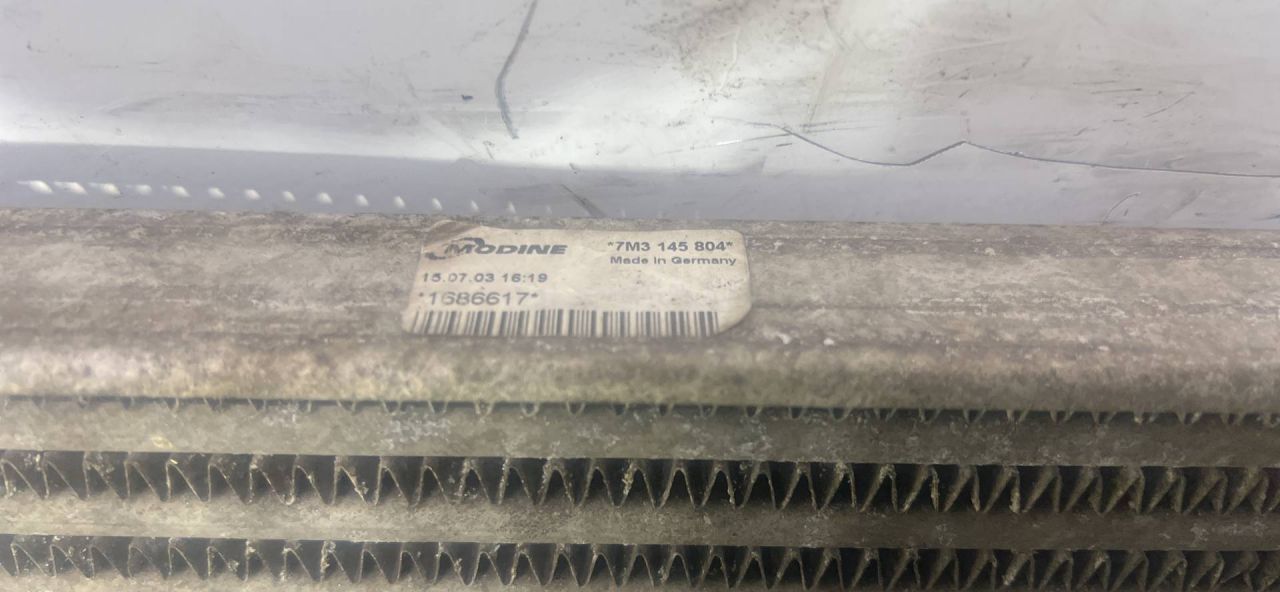 MODINE *7M3 145 804*
Made in Germany
15.07.03 16:19
*1686617*